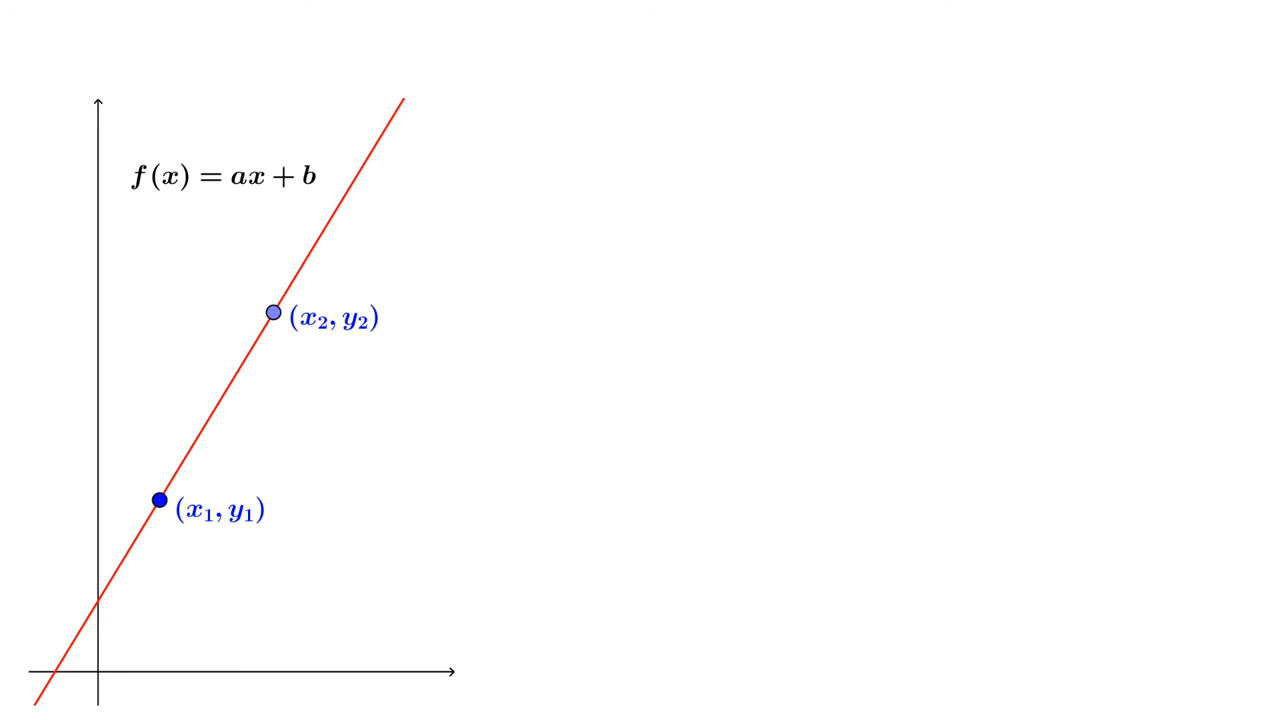 f(x) = ax + b
(x₂, y₂)
(x₁, y₁)